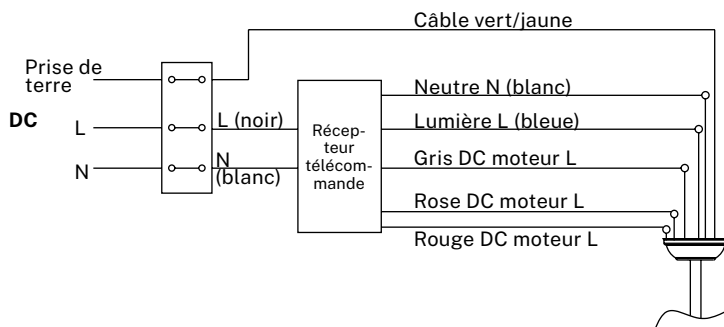 Câble vert/jaune
Prise de
terre
DC
L
N
L (noir)
N
(blanc)
Récep-
teur
télécom-
mande
Neutre N (blanc)
Lumière L (bleue)
Gris DC moteur L
Rose DC moteur L
Rouge DC moteur L